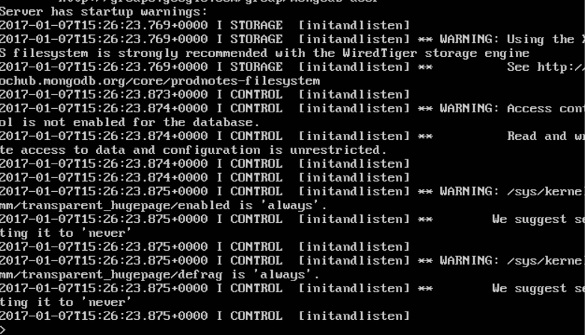 Server has startup warnings:
2017-01-07T15:26:23.769+0000 I STORAGE  [initandlisten]
2017-01-07T15:26:23.769+0000 I STORAGE  [initandlisten] ** WARNING: Using the
S filesystem is strongly recommended with the WiredTiger storage engine
2017-01-07T15:26:23.769+0000 I STORAGE  [initandlisten] **          See http:/
ochub.mongodb.org/core/prodnotes-filesystem
2017-01-07T15:26:23.873+0000 I CONTROL  [initandlisten]
2017-01-07T15:26:23.874+0000 I CONTROL  [initandlisten] ** WARNING: Access cont
ol is not enabled for the database.
2017-01-07T15:26:23.874+0000 I CONTROL  [initandlisten] **          Read and w
te access to data and configuration is unrestricted.
2017-01-07T15:26:23.874+0000 I CONTROL  [initandlisten]
2017-01-07T15:26:23.874+0000 I CONTROL  [initandlisten]
2017-01-07T15:26:23.875+0000 I CONTROL  [initandlisten] ** WARNING: /sys/kerne
mm/transparent_hugepage/enabled is 'always'.
2017-01-07T15:26:23.875+0000 I CONTROL  [initandlisten] **        We suggest se
ting it to 'never'
2017-01-07T15:26:23.875+0000 I CONTROL  [initandlisten]
2017-01-07T15:26:23.875+0000 I CONTROL  [initandlisten] ** WARNING: /sys/kerne
mm/transparent_hugepage/defrag is 'always'.
2017-01-07T15:26:23.875+0000 I CONTROL  [initandlisten] **        We suggest se
ting it to 'never'
2017-01-07T15:26:23.875+0000 I CONTROL  [initandlisten]
>